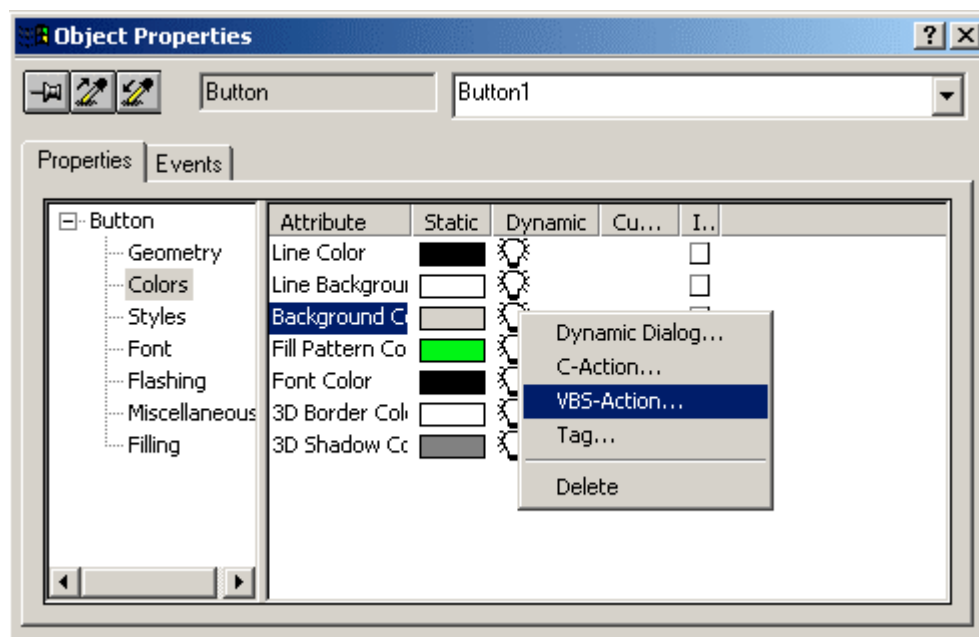 Object Properties
Button Button1
Properties Events
Button
Geometry
Colors
Styles
Font
Flashing
Miscellaneous
Filling
Attribute Static Dynamic Cu... I..
Line Color
Line Backgroun
Background C
Fill Pattern Co
Font Color
3D Border Col
3D Shadow Cc
Dynamic Dialog...
C-Action...
VBS-Action...
Tag...
Delete